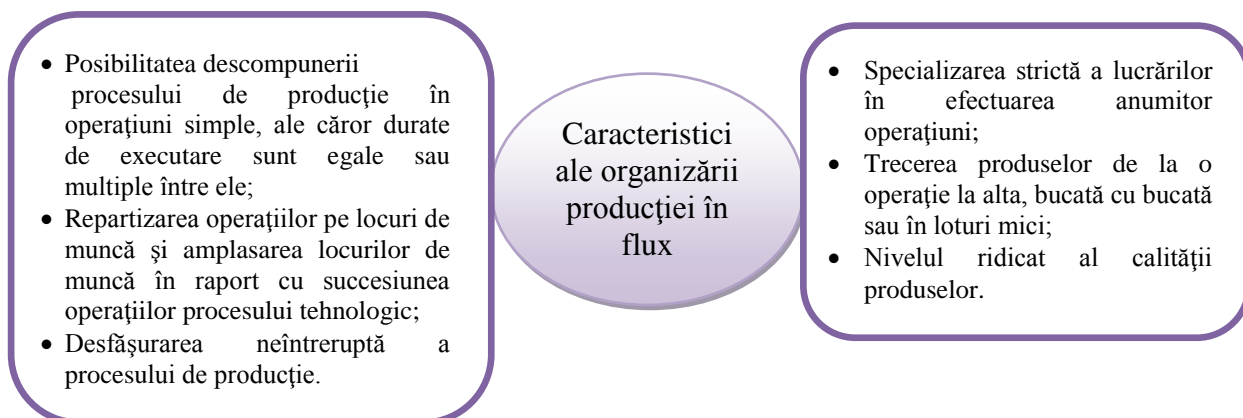 • Posibilitatea descompunerii
procesului de producţie în
operaţiuni simple, ale căror durate
de executare sunt egale sau
multiple între ele;
• Repartizarea operaţiilor pe locuri de
muncă şi amplasarea locurilor de
muncă în raport cu succesiunea
operaţiilor procesului tehnologic;
• Desfăşurarea neîntreruptă a
procesului de producţie.
Caracteristici
ale organizării
producţiei în
flux
• Specializarea strictă a lucrărilor
în efectuarea anumitor
operaţiuni;
• Trecerea produselor de la o
operaţie la alta, bucată cu bucată
sau în loturi mici;
• Nivelul ridicat al calităţii
produselor.